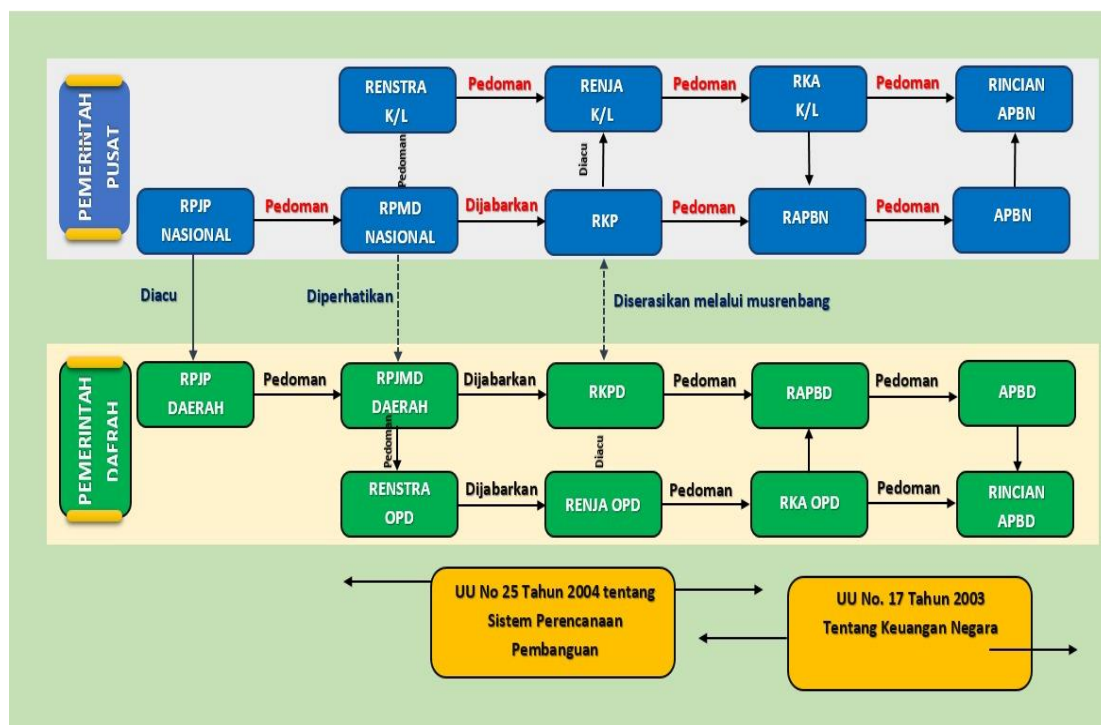 PEMERINTAH
PUSAT
RENSTRA
K/L
Pedoman
RENJA
K/L
Pedoman
RKA
K/L
Pedoman
RINCIAN
APBN
Pedoman
Diacu
RPJP
NASIONAL
Pedoman
RPMD
NASIONAL
Dijabarkan
RKP
Pedoman
RAPBN
Pedoman
APBN
Diacu
Diperhatikan
Diserasikan melalui musrenbang
PEMERINTAH
DAFRAH
RPJP
DAERAH
Pedoman
RPJMD
DAERAH
Dijabarkan
RKPD
Pedoman
RAPBD
Pedoman
APBD
Pedoman
Diacu
RENSTRA
OPD
Dijabarkan
RENJA OPD
Pedoman
RKA OPD
Pedoman
RINCIAN
APBD
UU No 25 Tahun 2004 tentang
Sistem Perencanaan
Pembanguan
UU No. 17 Tahun 2003
Tentang Keuangan Negara